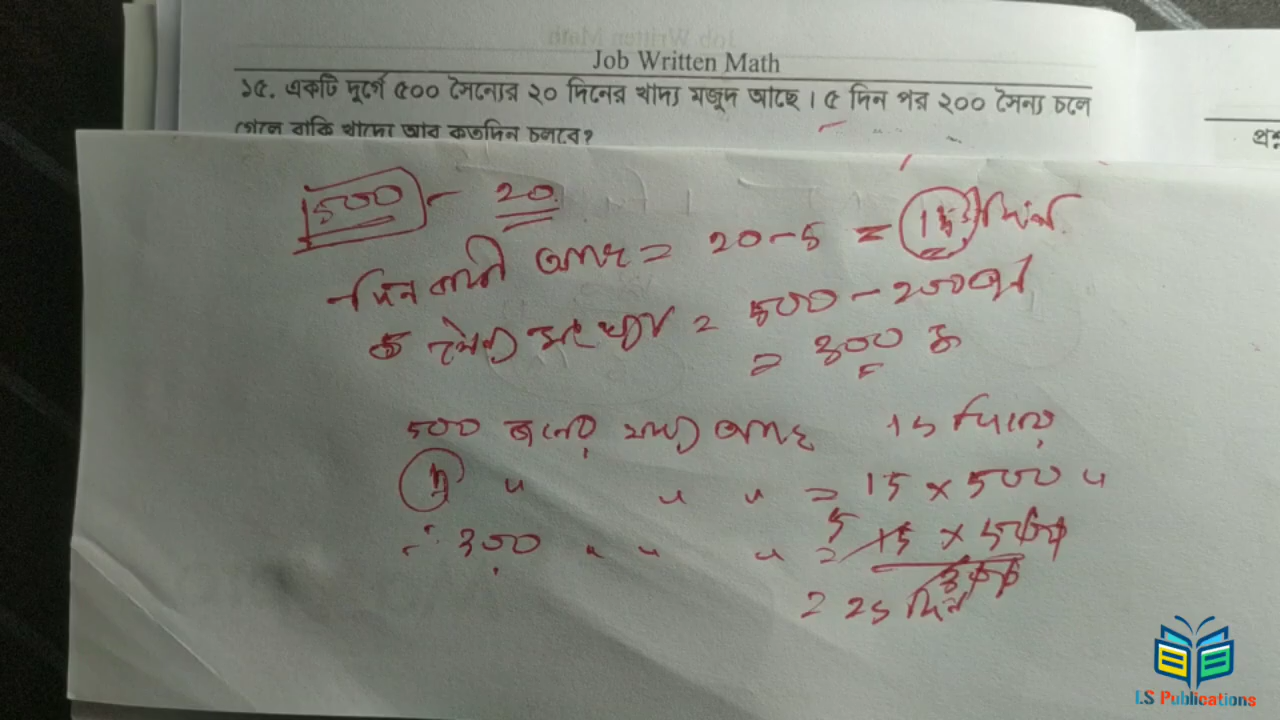 Job Written Math
১৫. একটি দুর্গে ৫০০ সৈন্যের ২০ দিনের খাদ্য মজুদ আছে। ৫ দিন পর ২০০ সৈন্য চলে
গেলে বাকি খাদ্যে আর কতদিন চলবে?
500 - 20
দিন বাকী আছে = 20-5 = 15 দিন
সৈন্য সংখ্যা = 500 - 200 জন
= 300
500 জনের খাদ্য আছে 15 দিনের
1 " " " = 15 × 500 "
∴ 300 " " " = 15 × 500
5
300
= 25 দিন
LS Publications